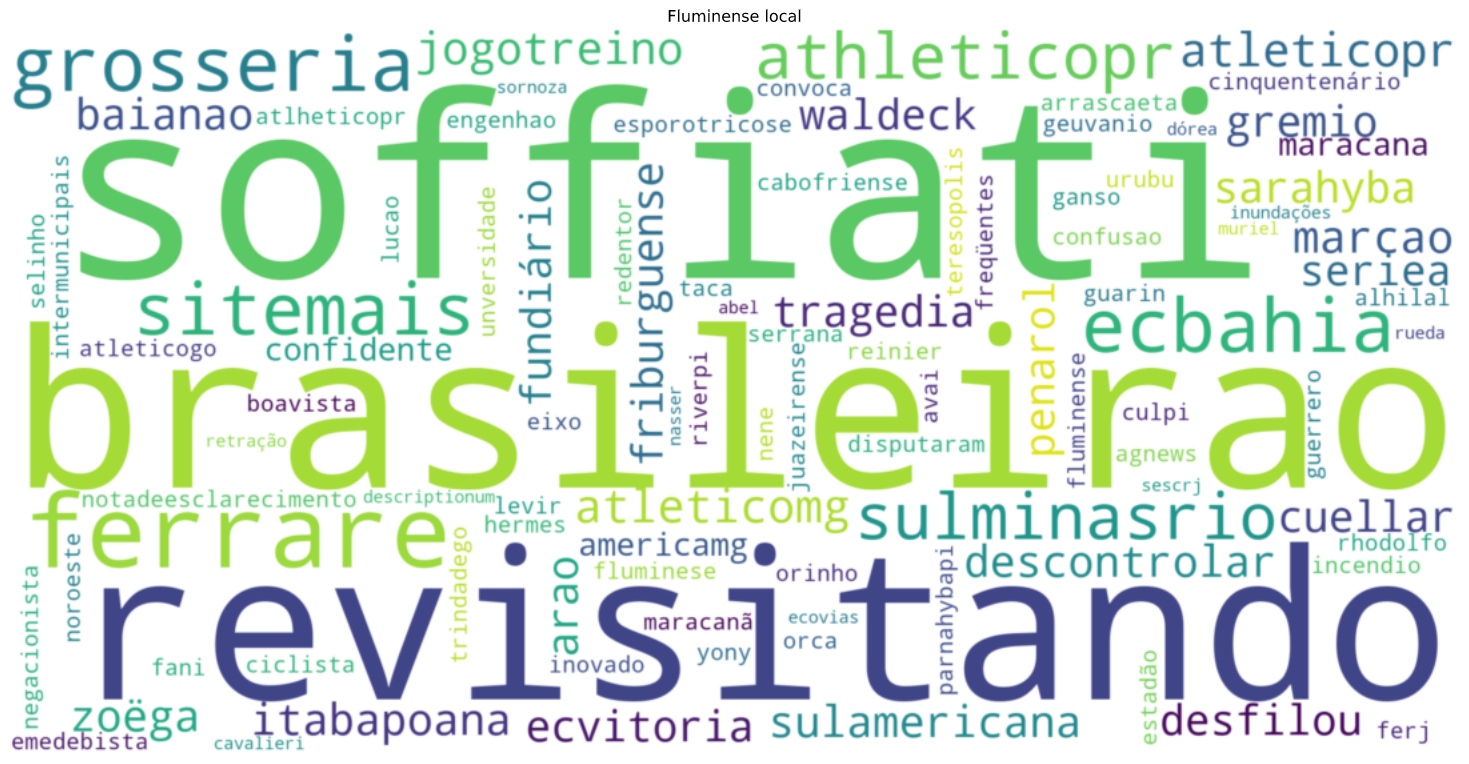 Fluminense local
grosseria
jogotreino
athleticopr
atleticopr
sornoza
convoca
cinquentenário
baianao
atlheticopr
engenhao
esporotricose
waldeck
arrascaeta
geuvanio
dórea
gremio
maracana
soffiati
intermunicipais
selinho
lucao
unversidade
fundiário
redentor
friburguense
cabofriense
teresopolis
freqüentes
urubu
ganso
confusao
sarahyba
inundações
muriel
marçao
seriea
sitemais
taca
abel
tragedia
penarol
guarin
alhilal
ecbahia
rueda
atleticogo
confidente
serrana
reinier
brasileirao
boavista
retração
eixo
nasser
riverpi
nene
juazeirense
avai
disputaram
fluminense
culpi
agnews
guerrero
sescrj
notadeesclarecimento
descriptionum
levir
hermes
atleticomg
sulminasrio
cuellar
ferrare
americamg
fluminese
orinho
descontrolar
rhodolfo
incendio
negacionista
noroeste
trindadego
arao
parnahybapi
revisitando
maracanã
ecovias
yony
orca
fani
ciclista
inovado
estadão
zoëga
itabapoana
ecvitoria
sulamericana
desfilou
ferj
emedebista
cavalieri